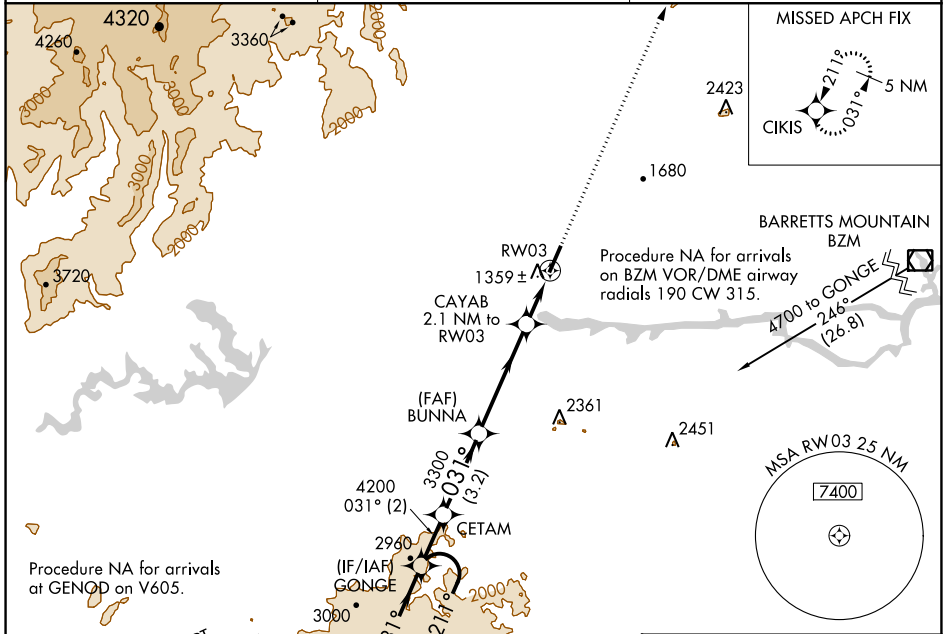 4320
4260
3360
3000
3000
3000
2000
2000
3720
MISSED APCH FIX
211°
031°
5 NM
CIKIS
2423
1680
BARRETTS MOUNTAIN
BZM
RW03
1359 ±
Procedure NA for arrivals
on BZM VOR/DME airway
radials 190 CW 315.
4700 to GONGE
246°
(26.8)
CAYAB
2.1 NM to
RW03
(FAF)
BUNNA
2361
2451
3300
031°
(3.2)
4200
031° (2)
CETAM
MSA RW03 25 NM
7400
2960
(IF/IAF)
GONGE
Procedure NA for arrivals
at GENOD on V605.
3000
2000